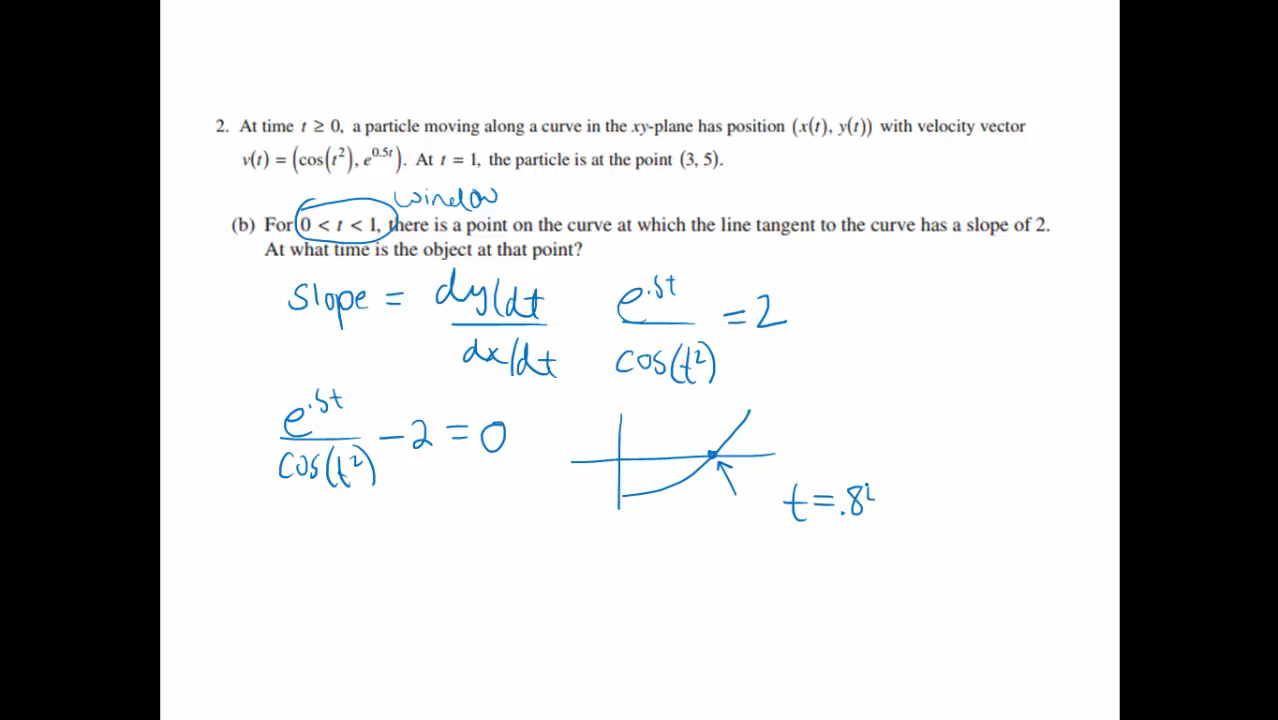 2. At time t ≥ 0, a particle moving along a curve in the xy-plane has position (x(t), y(t)) with velocity vector
v(t) = (cos(t²), e^{0.5t}). At t = 1, the particle is at the point (3, 5).
window
(b) For 0 < t < 1, there is a point on the curve at which the line tangent to the curve has a slope of 2.
At what time is the object at that point?
Slope = (dy/dt)/(dx/dt)   e^{.5t}/cos(t²) = 2
e^{.5t}/cos(t²) − 2 = 0
t = .8